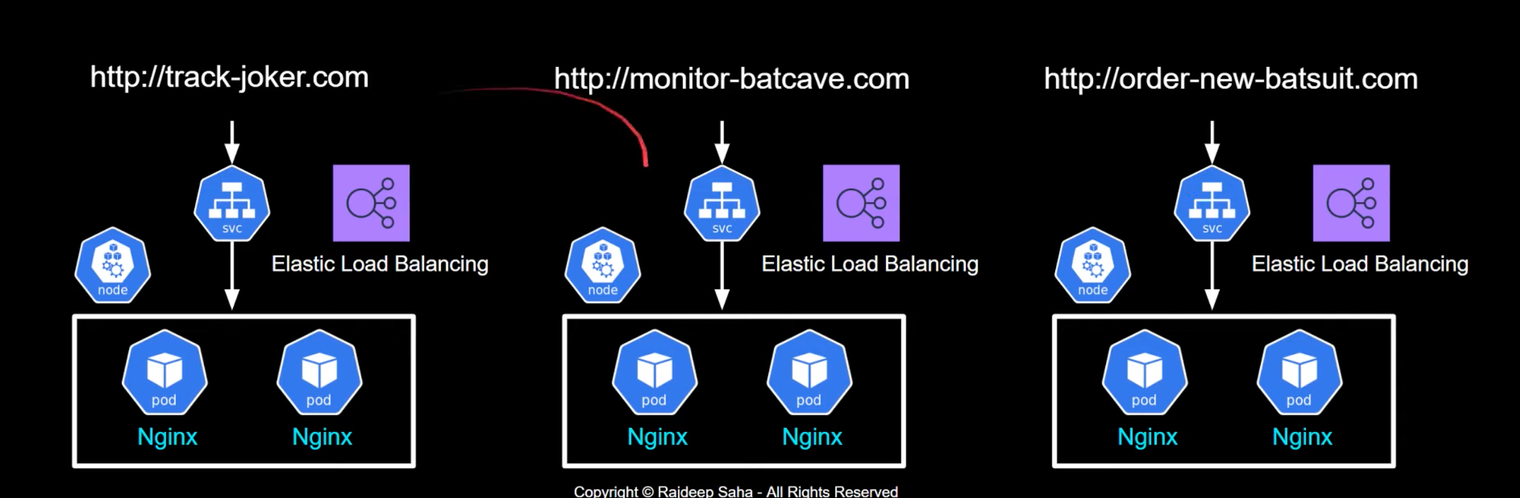 http://track-joker.com
http://monitor-batcave.com
http://order-new-batsuit.com
svc
svc
svc
Elastic Load Balancing
Elastic Load Balancing
Elastic Load Balancing
node
node
node
pod
pod
pod
pod
pod
pod
Nginx
Nginx
Nginx
Nginx
Nginx
Nginx
Copyright © Rajdeep Saha - All Rights Reserved